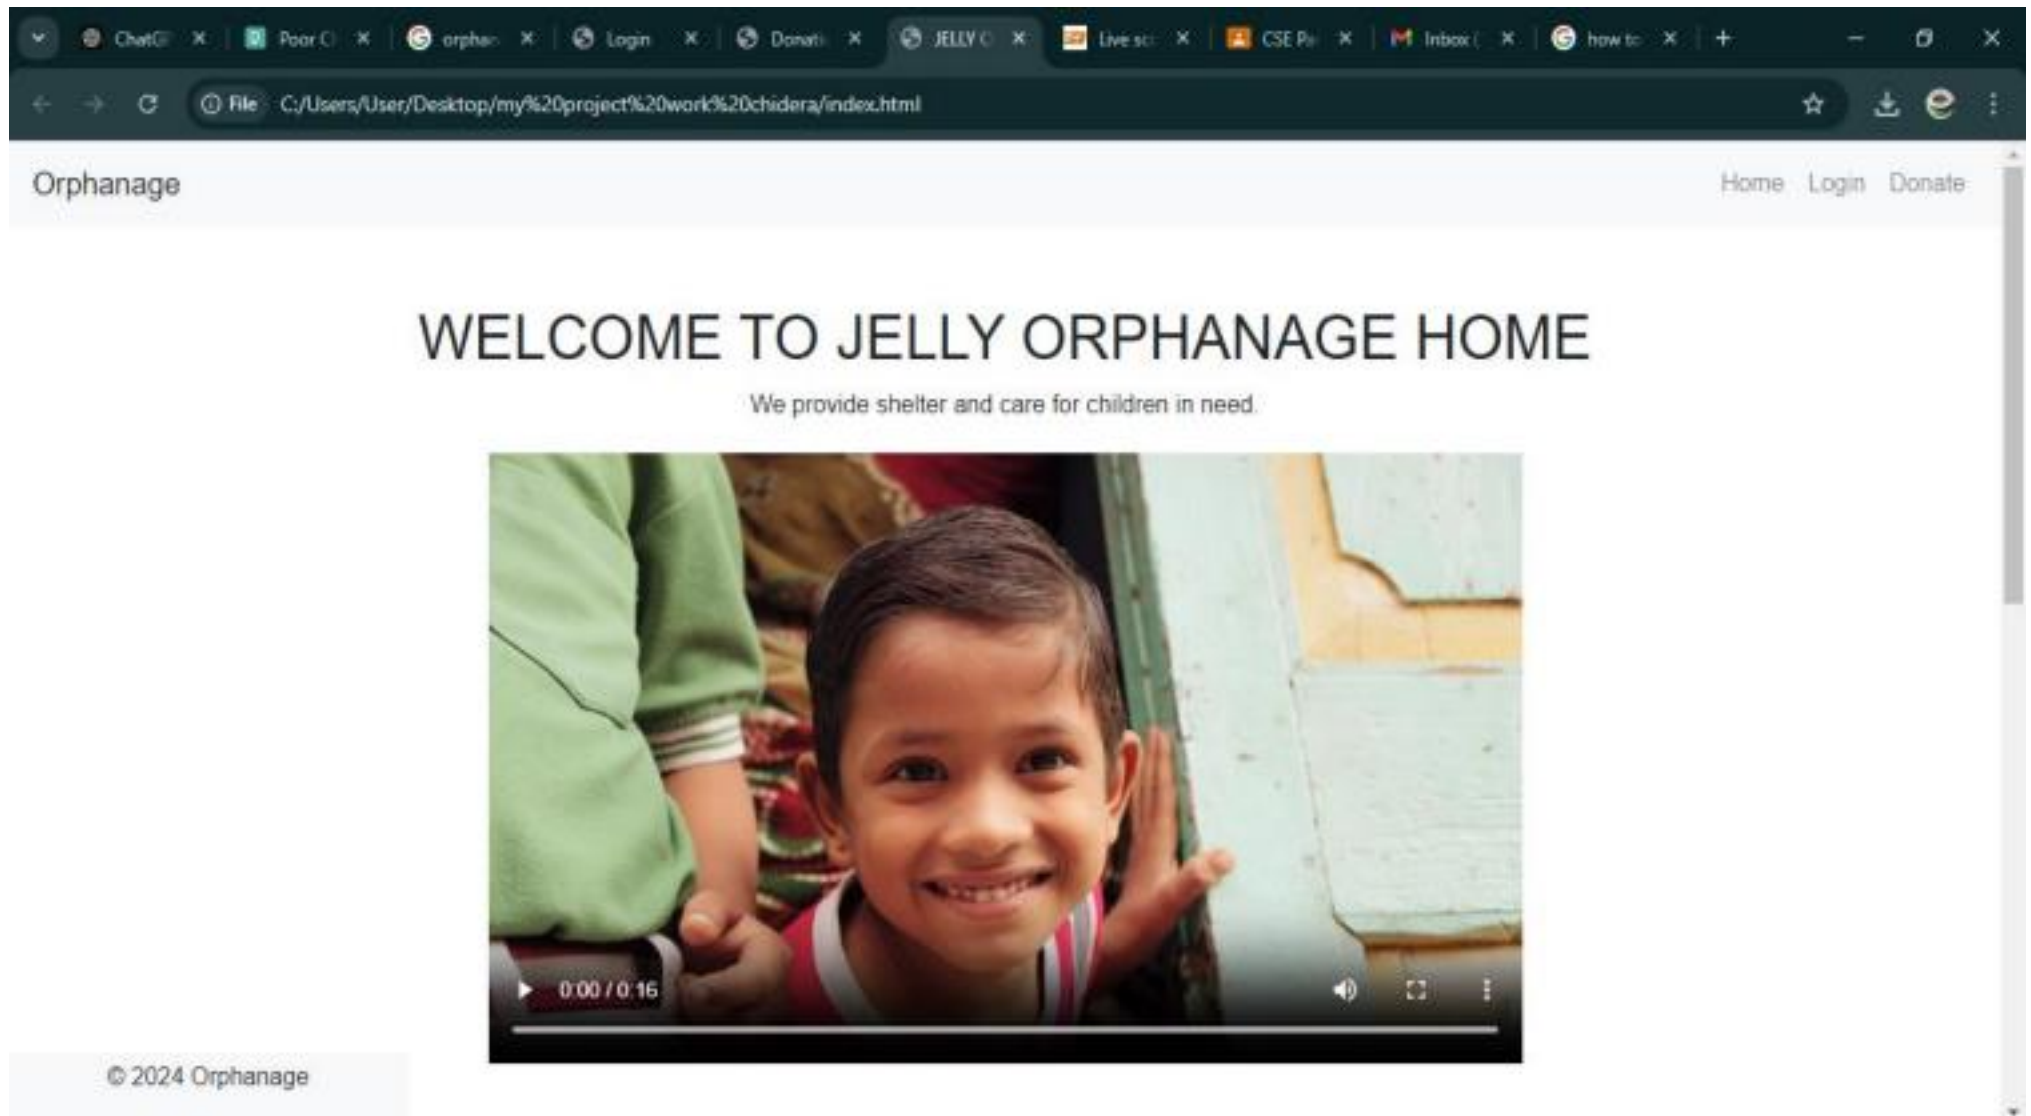 ChatG
Poor C
orphan
Login
Donati
JELLY O
Live sc
CSE Pa
Inbox (
how to
File C:/Users/User/Desktop/my%20project%20work%20chidera/index.html
Orphanage
Home Login Donate
WELCOME TO JELLY ORPHANAGE HOME
We provide shelter and care for children in need.
0:00 / 0:16
© 2024 Orphanage